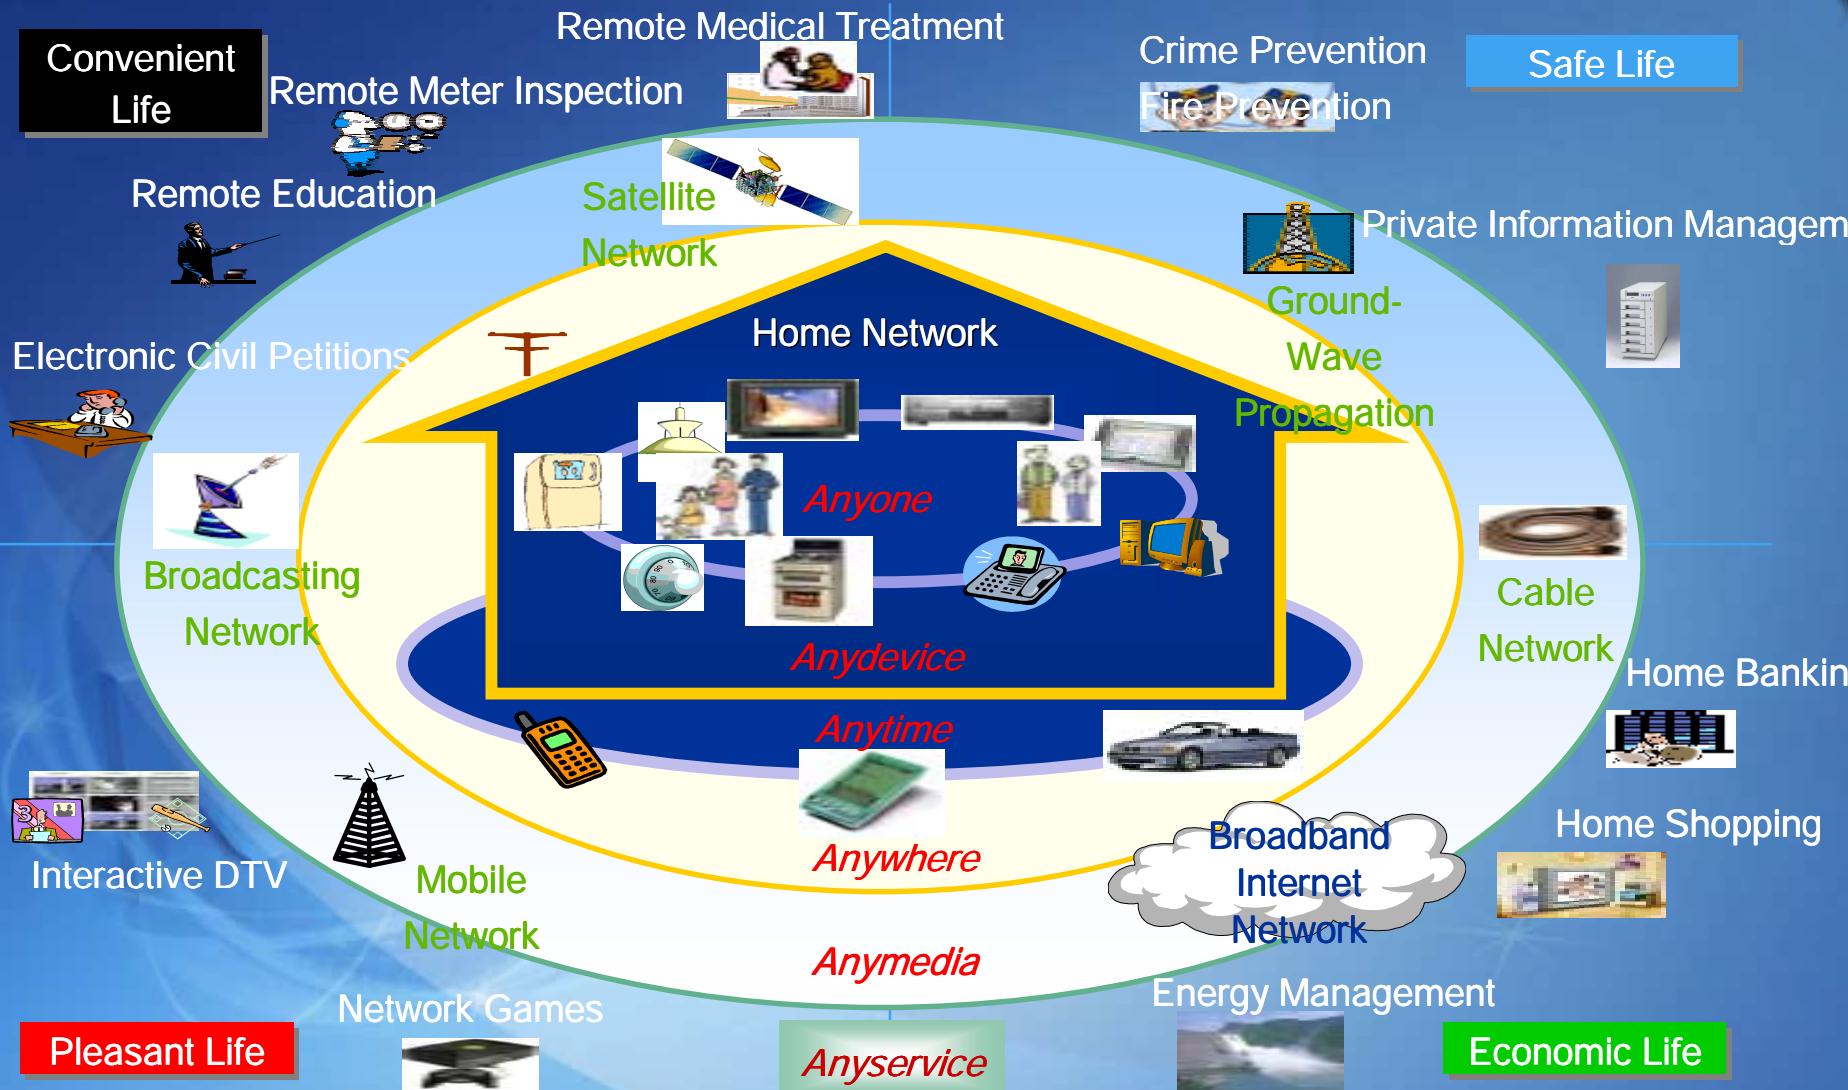 Remote Medical Treatment
Convenient
Life
Crime Prevention
Fire Prevention
Safe Life
Remote Meter Inspection
Remote Education
Satellite
Network
Private Information Managem
Ground-
Wave
Propagation
Home Network
Electronic Civil Petitions
Anyone
Broadcasting
Network
Cable
Network
Anydevice
Home Bankin
Anytime
Home Shopping
Broadband
Internet
Network
Anywhere
Interactive DTV
Mobile
Network
Anymedia
Energy Management
Network Games
Pleasant Life
Anyservice
Economic Life